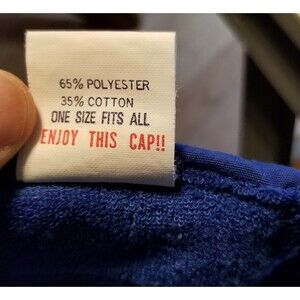 65% POLYESTER
35% COTTON
ONE SIZE FITS ALL
ENJOY THIS CAP!!